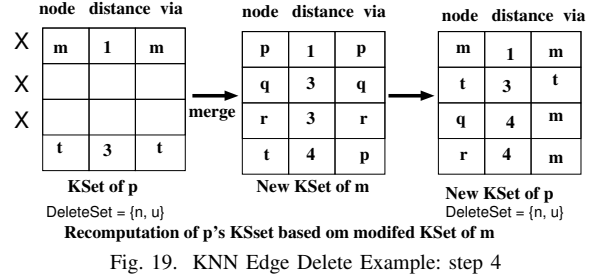 node distance via
node distance via
node distance via
X m 1 m
X
X
t 3 t
merge
p 1 p
q 3 q
r 3 r
t 4 p
m 1 m
t 3 t
q 4 m
r 4 m
KSet of p
New KSet of m
New KSet of p
DeleteSet = {n, u}
DeleteSet = {n, u}
Recomputation of p's KSset based om modifed KSet of m
Fig. 19. KNN Edge Delete Example: step 4